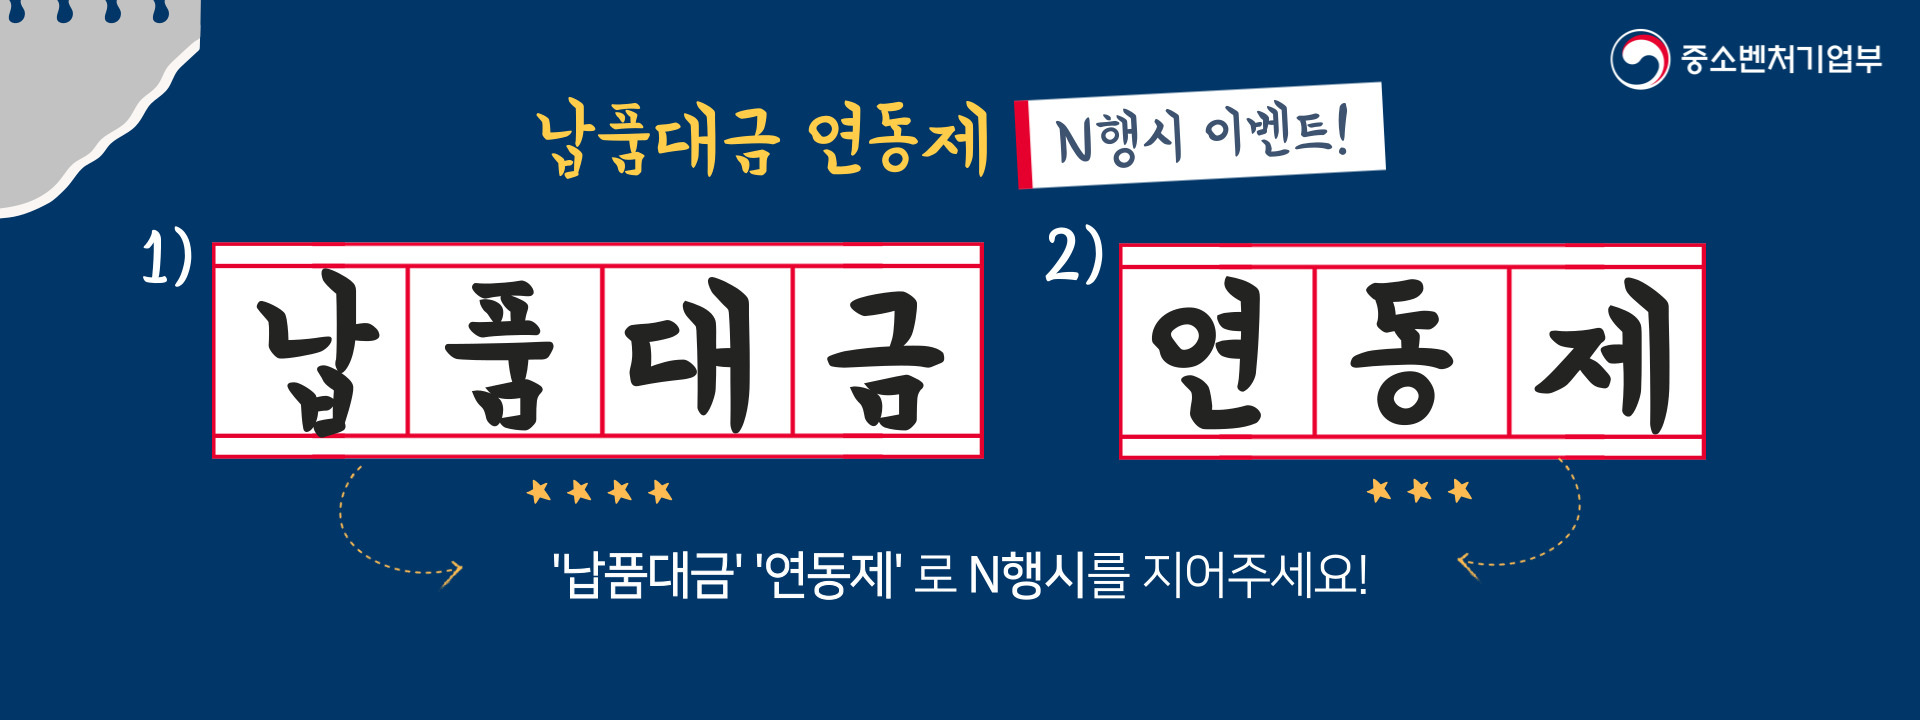 중소벤처기업부
납품대금 연동제 N행시 이벤트!
1) 납품대금
2) 연동제
'납품대금' '연동제' 로 N행시를 지어주세요!